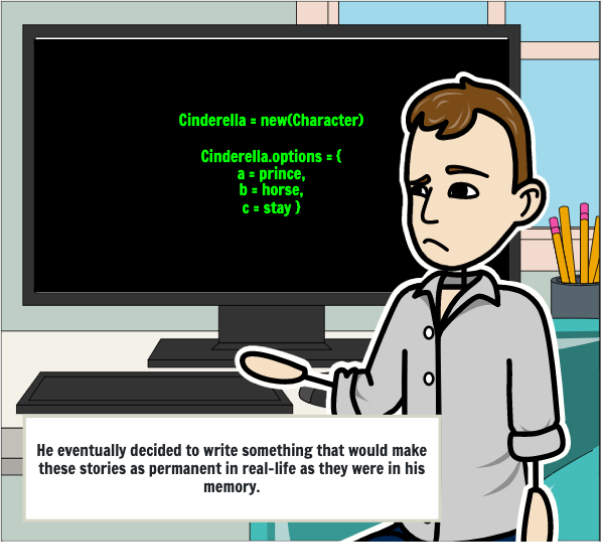 Cinderella = new(Character)
Cinderella.options = {
a = prince,
b = horse,
c = stay )
He eventually decided to write something that would make
these stories as permanent in real-life as they were in his
memory.